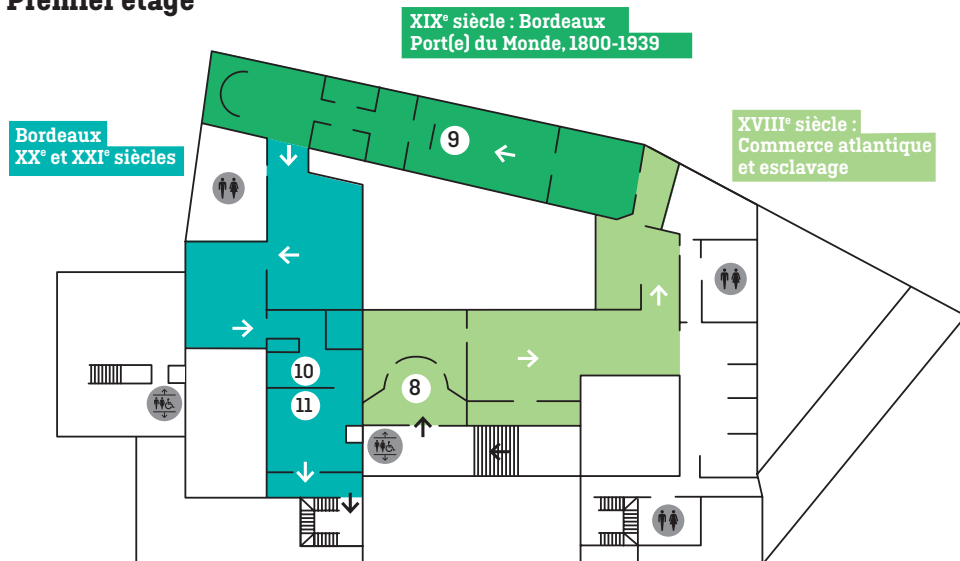 Premier étage
XIXᵉ siècle : Bordeaux
Port(e) du Monde, 1800-1939
Bordeaux
XXᵉ et XXIᵉ siècles
XVIIIᵉ siècle :
Commerce atlantique
et esclavage
9
10
11
8